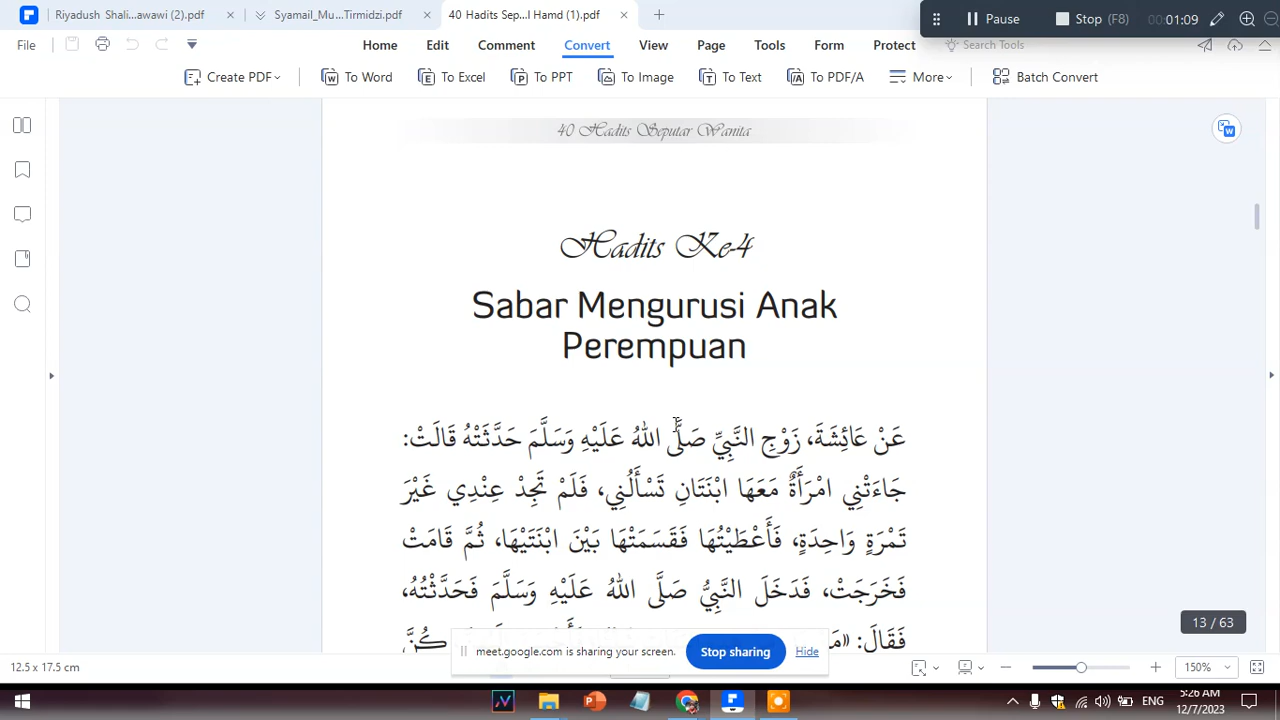 Riyadush Shali...awawi (2).pdf
Syamail_Mu...Tirmidzi.pdf
40 Hadits Sep...l Hamd (1).pdf
Pause
Stop (F8)
00:01:09
File
Home
Edit
Comment
Convert
View
Page
Tools
Form
Protect
Search Tools
Create PDF
To Word
To Excel
To PPT
To Image
To Text
To PDF/A
More
Batch Convert
40 Hadits Seputar Wanita
Hadits Ke-4
Sabar Mengurusi Anak
Perempuan
عَنْ عَائِشَةَ، زَوْجِ النَّبِيِّ صَلَّى اللهُ عَلَيْهِ وَسَلَّمَ حَدَّثَتْهُ قَالَتْ:
جَاءَتْنِي امْرَأَةٌ مَعَهَا ابْنَتَانِ تَسْأَلُنِي، فَلَمْ تَجِدْ عِنْدِي غَيْرَ
تَمْرَةٍ وَاحِدَةٍ، فَأَعْطَيْتُهَا فَقَسَمَتْهَا بَيْنَ ابْنَتَيْهَا، ثُمَّ قَامَتْ
فَخَرَجَتْ، فَدَخَلَ النَّبِيُّ صَلَّى اللهُ عَلَيْهِ وَسَلَّمَ فَحَدَّثْتُهُ،
فَقَالَ: كُنَّ
13 / 63
meet.google.com is sharing your screen.
Stop sharing
Hide
12.5 x 17.5 cm
150%
ENG
5:26 AM
12/7/2023